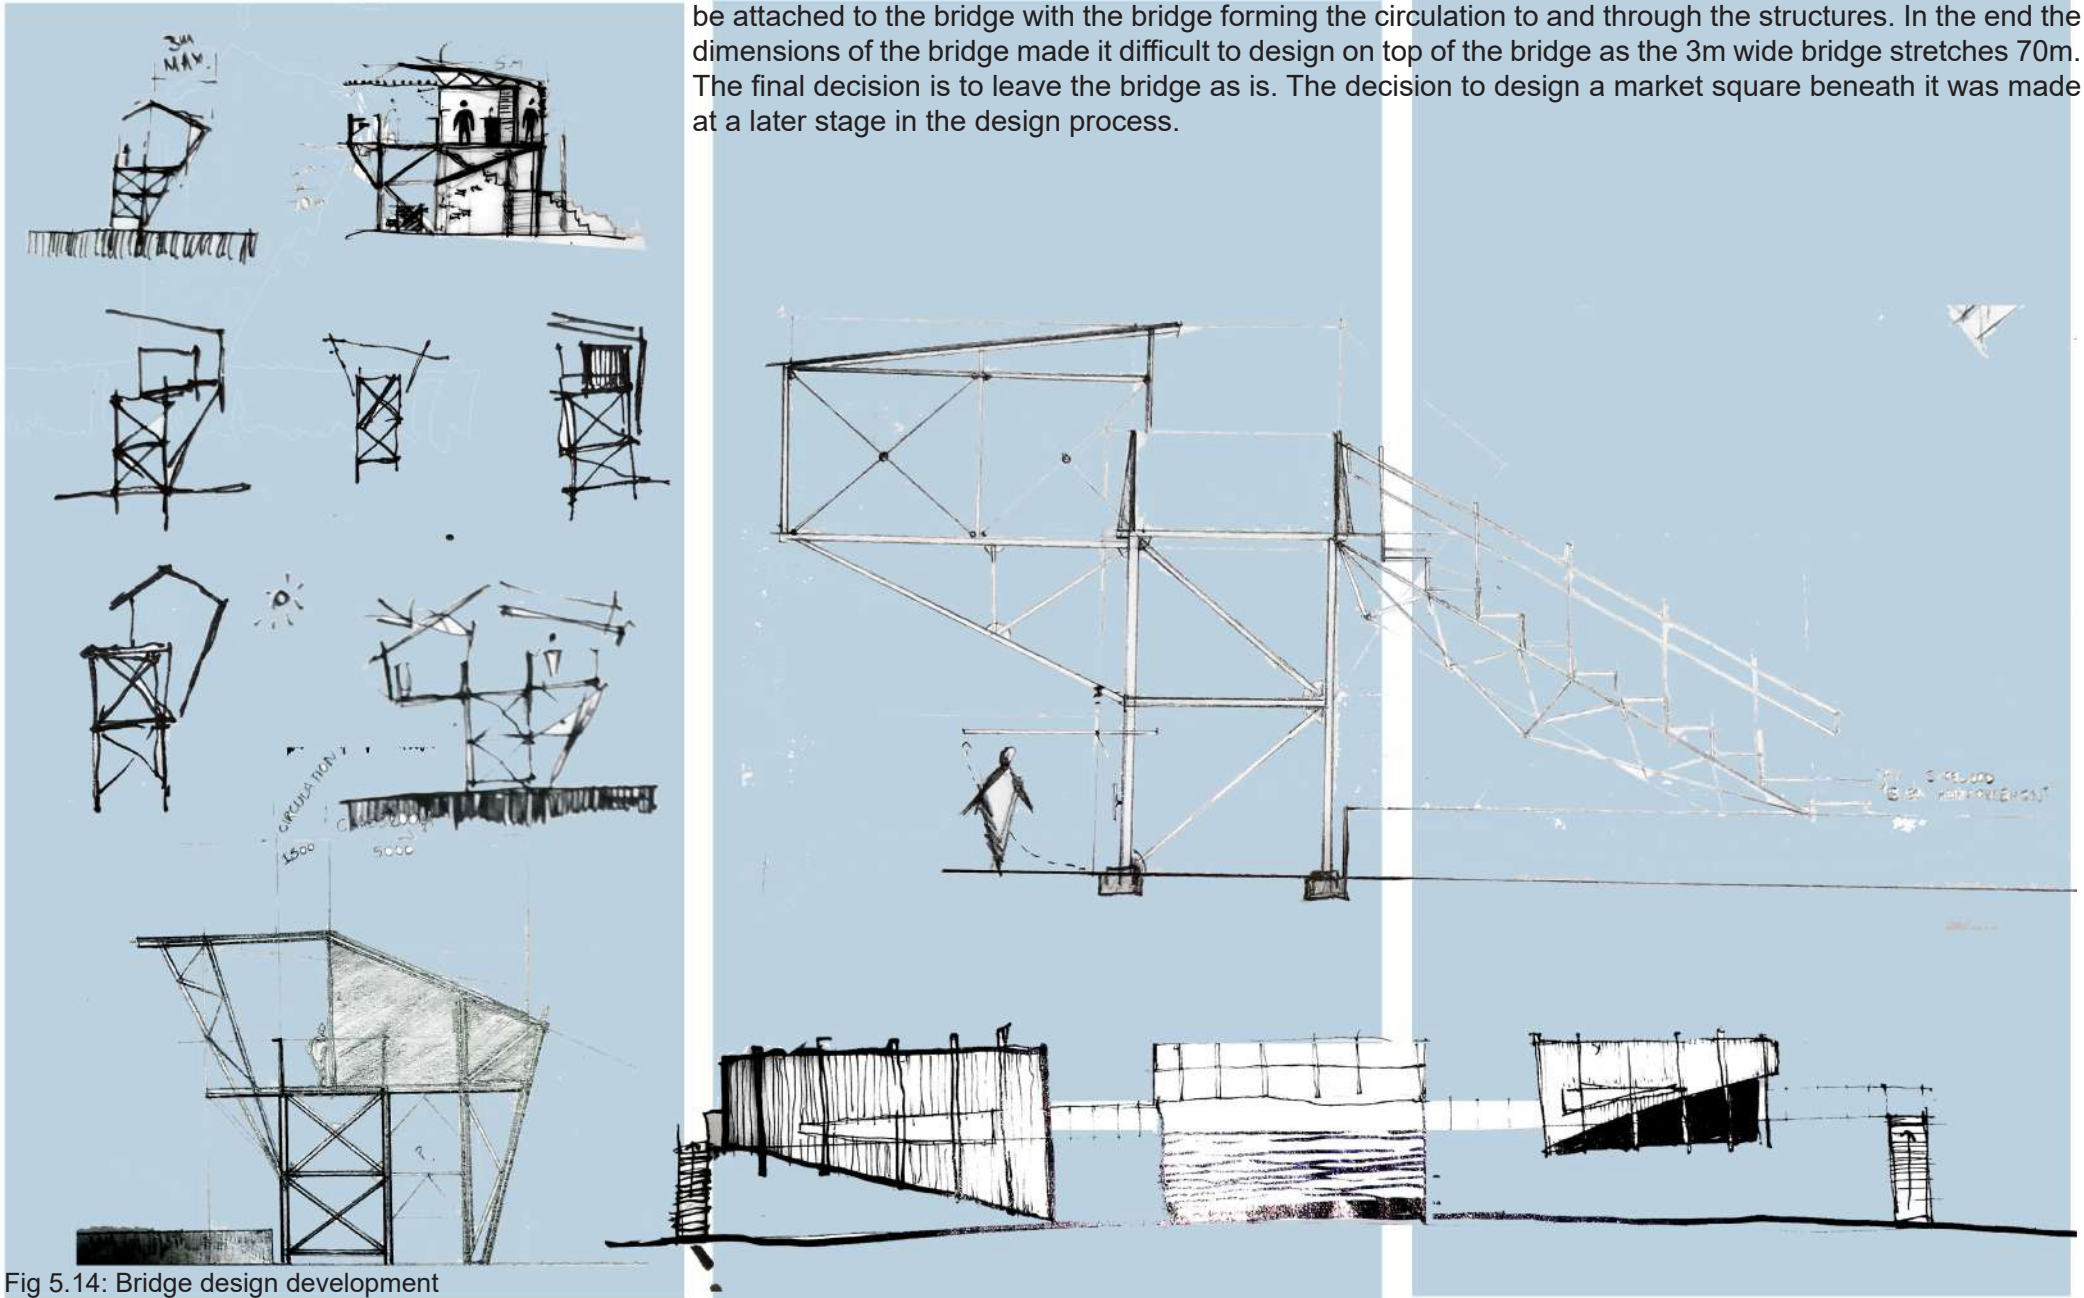 be attached to the bridge with the bridge forming the circulation to and through the structures. In the end the
dimensions of the bridge made it difficult to design on top of the bridge as the 3m wide bridge stretches 70m.
The final decision is to leave the bridge as is. The decision to design a market square beneath it was made
at a later stage in the design process.
3M
MAX.
CIRCULATION
1500
5000
?
Fig 5.14: Bridge design development